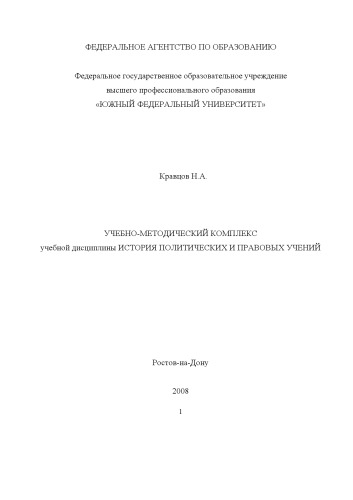 ФЕДЕРАЛЬНОЕ АГЕНТСТВО ПО ОБРАЗОВАНИЮ
Федеральное государственное образовательное учреждение
высшего профессионального образования
«ЮЖНЫЙ ФЕДЕРАЛЬНЫЙ УНИВЕРСИТЕТ»
Кравцов Н.А.
УЧЕБНО-МЕТОДИЧЕСКИЙ КОМПЛЕКС
учебной дисциплины ИСТОРИЯ ПОЛИТИЧЕСКИХ И ПРАВОВЫХ УЧЕНИЙ
Ростов-на-Дону
2008
1